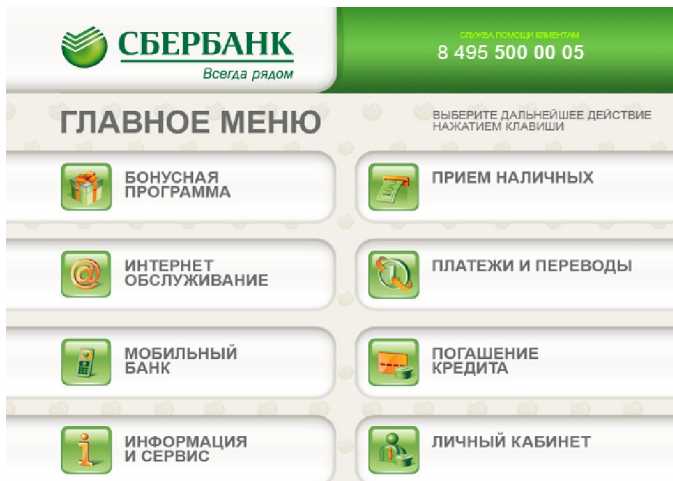 СБЕРБАНК
Всегда рядом
СЛУЖБА ПОМОЩИ КЛИЕНТАМ
8 495 500 00 05
ГЛАВНОЕ МЕНЮ
ВЫБЕРИТЕ ДАЛЬНЕЙШЕЕ ДЕЙСТВИЕ
НАЖАТИЕМ КЛАВИШИ
БОНУСНАЯ
ПРОГРАММА
ПРИЕМ НАЛИЧНЫХ
ИНТЕРНЕТ
ОБСЛУЖИВАНИЕ
ПЛАТЕЖИ И ПЕРЕВОДЫ
МОБИЛЬНЫЙ
БАНК
ПОГАШЕНИЕ
КРЕДИТА
ИНФОРМАЦИЯ
И СЕРВИС
ЛИЧНЫЙ КАБИНЕТ